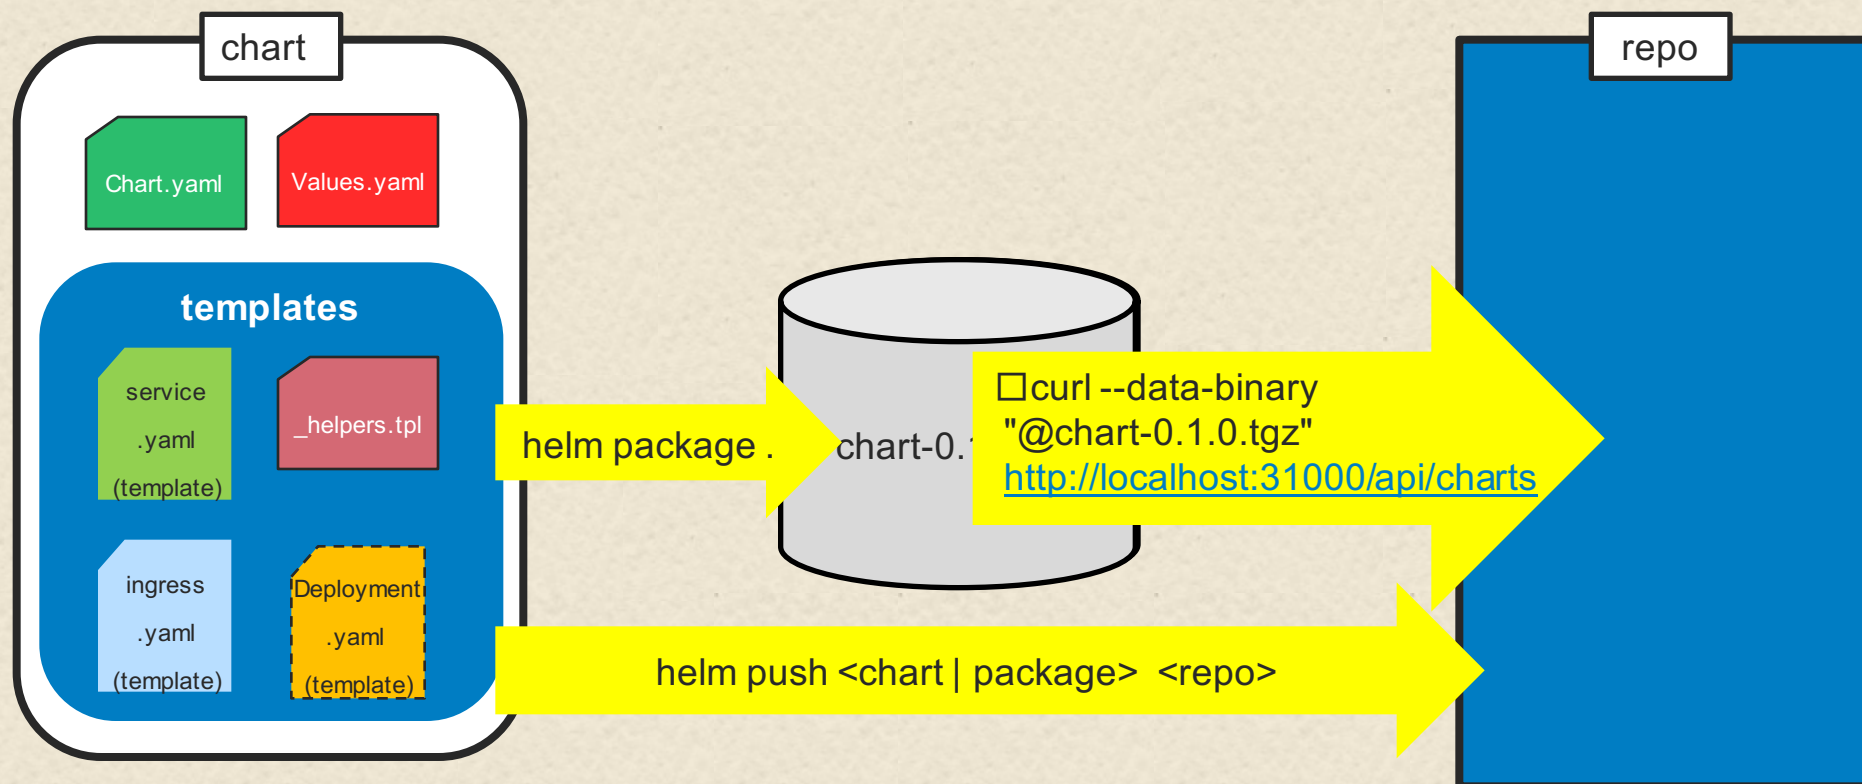 chart
repo
Chart.yaml
Values.yaml
templates
service
.yaml
(template)
_helpers.tpl
ingress
.yaml
(template)
Deployment
.yaml
(template)
helm package .
chart-0.
☐curl --data-binary
"@chart-0.1.0.tgz"
http://localhost:31000/api/charts
helm push <chart | package> <repo>